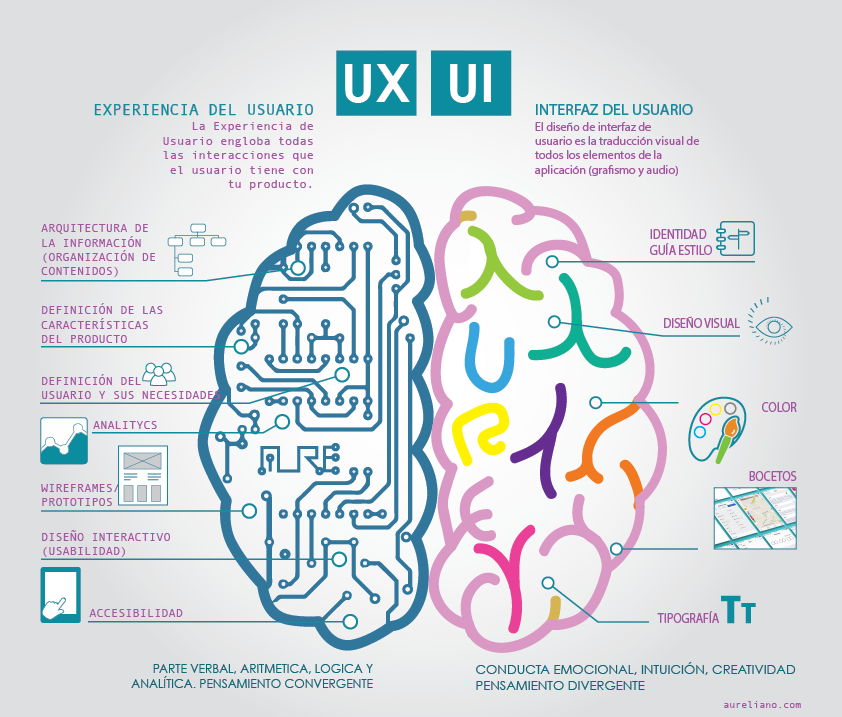 UX UI
EXPERIENCIA DEL USUARIO
La Experiencia de
Usuario engloba todas
las interacciones que
el usuario tiene con
tu producto.
INTERFAZ DEL USUARIO
El diseño de interfaz de
usuario es la traducción visual de
todos los elementos de la
aplicación (grafismo y audio)
ARQUITECTURA DE
LA INFORMACIÓN
(ORGANIZACIÓN DE
CONTENIDOS)
DEFINICIÓN DE LAS
CARACTERÍSTICAS
DEL PRODUCTO
DEFINICIÓN DEL
USUARIO Y SUS NECESIDADES
ANALITYCS
WIREFRAMES/
PROTOTIPOS
DISEÑO INTERACTIVO
(USABILIDAD)
ACCESIBILIDAD
IDENTIDAD
GUÍA ESTILO
DISEÑO VISUAL
COLOR
BOCETOS
TIPOGRAFÍA TT
PARTE VERBAL, ARITMETICA, LOGICA Y
ANALÍTICA. PENSAMIENTO CONVERGENTE
CONDUCTA EMOCIONAL, INTUICIÓN, CREATIVIDAD
PENSAMIENTO DIVERGENTE
aureliano.com